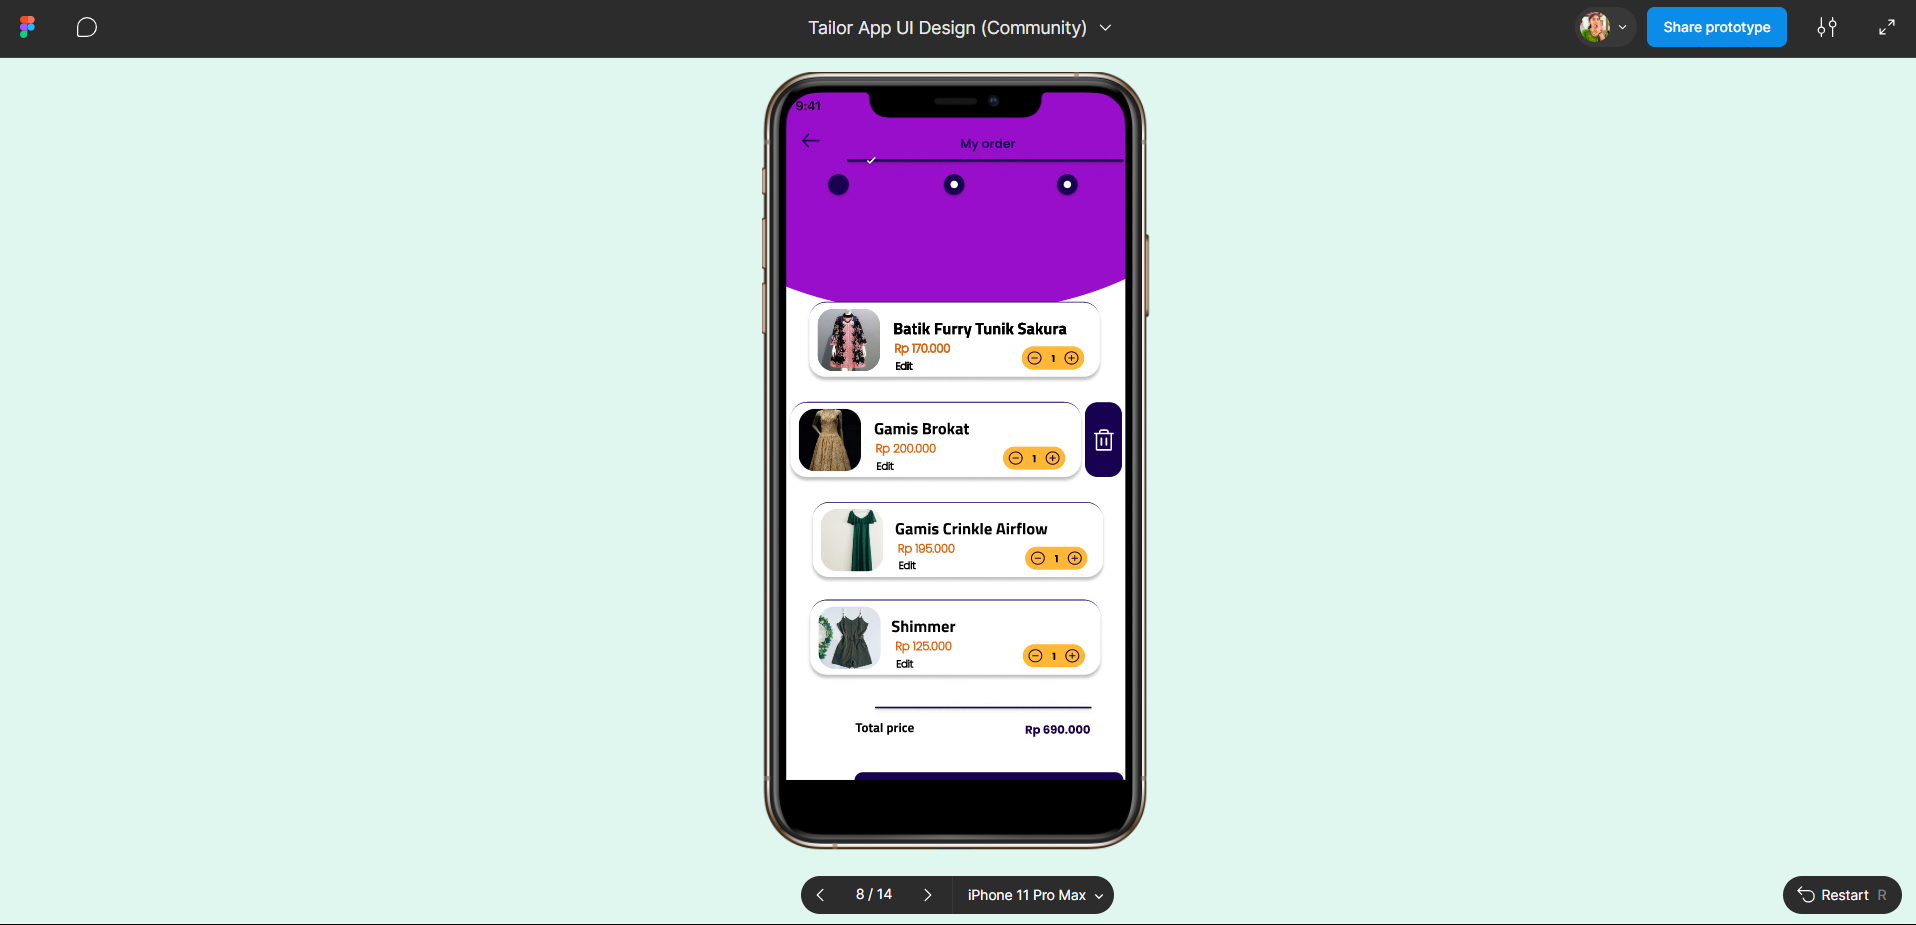 Tailor App UI Design (Community)
Share prototype
9:41
My order
Batik Furry Tunik Sakura
Rp 170.000
Edit
1
Gamis Brokat
Rp 200.000
Edit
1
Gamis Crinkle Airflow
Rp 195.000
Edit
1
Shimmer
Rp 125.000
Edit
1
Total price
Rp 690.000
8 / 14
iPhone 11 Pro Max
Restart R